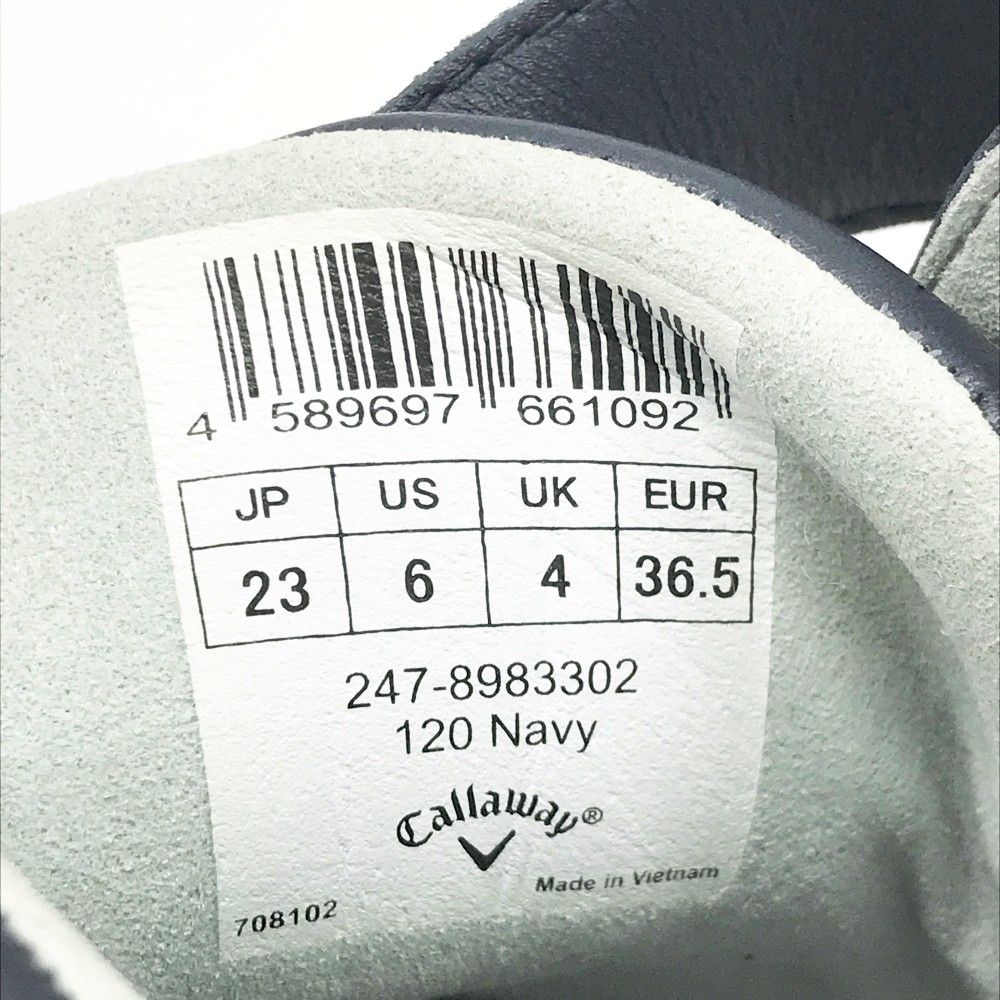 4 589697 661092
JP US UK EUR
23 6 4 36.5
247-8983302
120 Navy
Callaway®
Made in Vietnam
708102